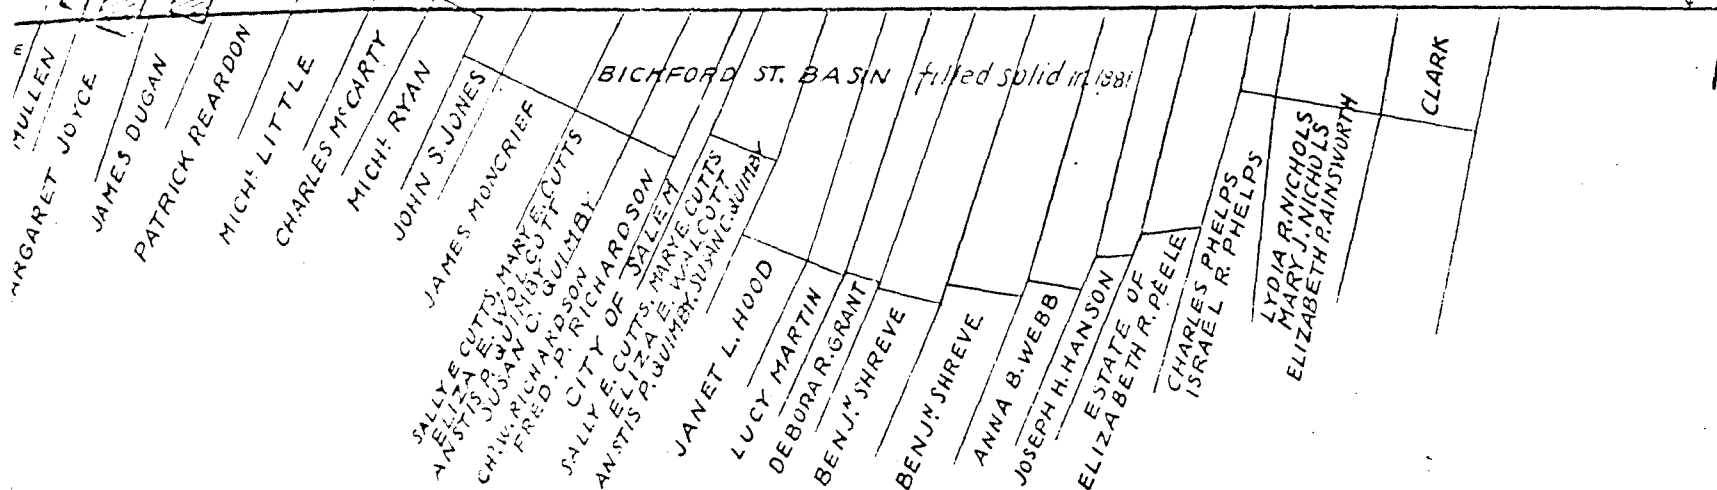 MULLEN
ARGARET JOYCE
JAMES DUGAN
PATRICK REARDON
MICHL LITTLE
CHARLES McCARTY
MICHL RYAN
JOHN S. JONES
JAMES MONCRIEF
BICKFORD ST. BASIN filled solid in 1881
SALLY E. CUTTS, MARY E. CUTTS
ELIZA E. WOLCOTT
ANSTIS P. QUIMBY
SUSAN C. QUIMBY
CHS. W. RICHARDSON
FRED. P. RICHARDSON
CITY OF SALEM
SALLY E. CUTTS, MARY E. CUTTS
ELIZA E. WALCOTT
ANSTIS P. QUIMBY, SUSAN C. QUIMBY
JANET L. HOOD
LUCY MARTIN
DEBORA R. GRANT
BENJN SHREVE
BENJN SHREVE
ANNA B. WEBB
JOSEPH H. HANSON
ESTATE OF
ELIZABETH R. PEELE
CHARLES PHELPS
ISRAEL R. PHELPS
LYDIA R. NICHOLS
MARY J. NICHOLS
ELIZABETH P. AINSWORTH
CLARK